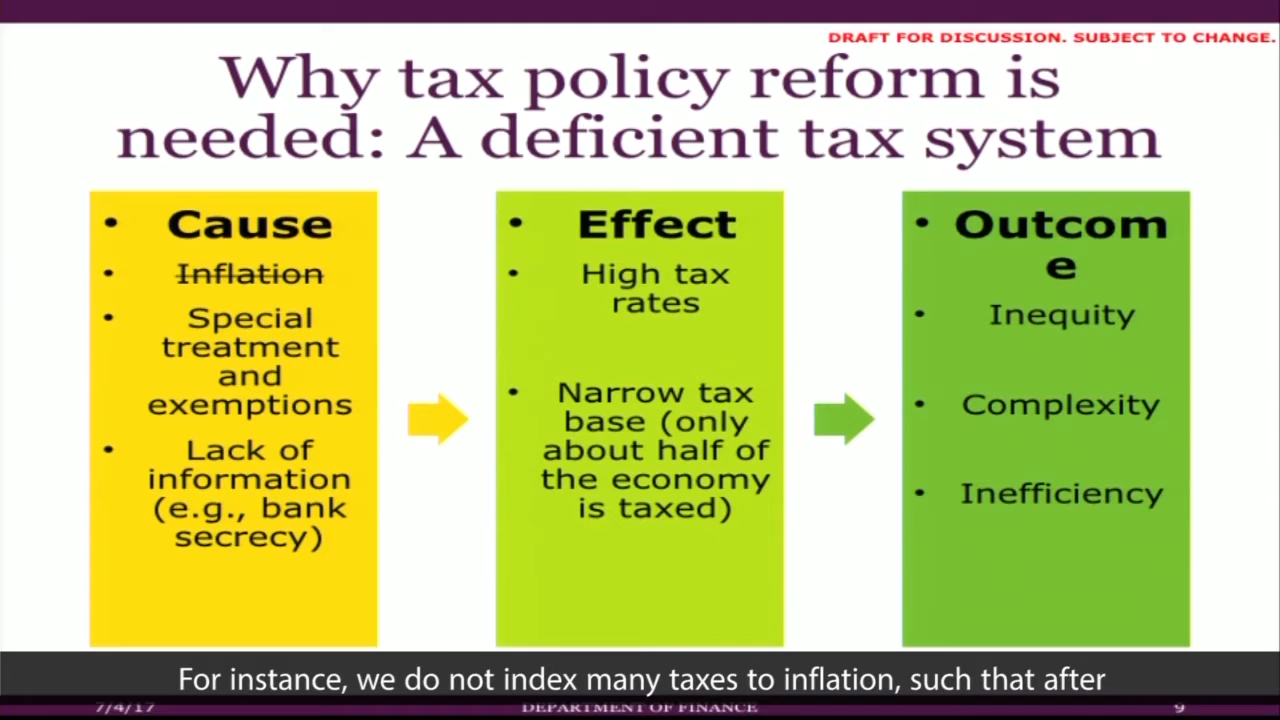 DRAFT FOR DISCUSSION. SUBJECT TO CHANGE.
Why tax policy reform is
needed: A deficient tax system
• Cause
• Inflation
• Special
treatment
and
exemptions
• Lack of
information
(e.g., bank
secrecy)
• Effect
• High tax
rates
• Narrow tax
base (only
about half of
the economy
is taxed)
• Outcom
e
• Inequity
• Complexity
• Inefficiency
For instance, we do not index many taxes to inflation, such that after
7/4/17
DEPARTMENT OF FINANCE
9